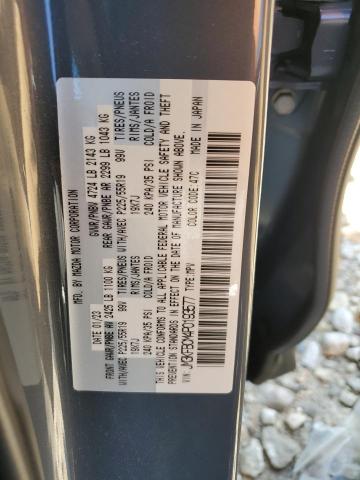 MFD. BY MAZDA MOTOR CORPORATION
DATE 01/23 GVWR/PNBV 4724 LB 2143 KG
FRONT GAWR/PNBE AV 2425 LB 1100 KG REAR GAWR/PNBE AR 2299 LB 1043 KG
WITH/AVEC P225/55R19 99V TIRES/PNEUS WITH/AVEC P225/55R19 99V TIRES/PNEUS
19X7J RIMS/JANTES 19X7J RIMS/JANTES
240 KPA/35 PSI COLD/A FROID 240 KPA/35 PSI COLD/A FROID
THIS VEHICLE CONFORMS TO ALL APPLICABLE FEDERAL MOTOR VEHICLE SAFETY AND THEFT
PREVENTION STANDARDS IN EFFECT ON THE DATE OF MANUFACTURE SHOWN ABOVE.
MADE IN JAPAN
COLOR CODE 47C
TYPE: MPV